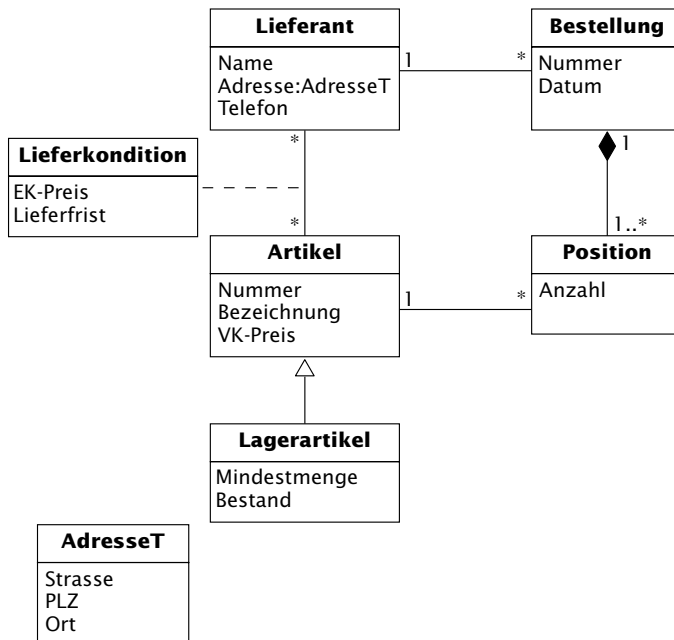 Lieferant
Name
Adresse:AdresseT
Telefon
1
*
Bestellung
Nummer
Datum
*
1
Lieferkondition
EK-Preis
Lieferfrist
*
1..*
Artikel
Nummer
Bezeichnung
VK-Preis
1
*
Position
Anzahl
Lagerartikel
Mindestmenge
Bestand
AdresseT
Strasse
PLZ
Ort